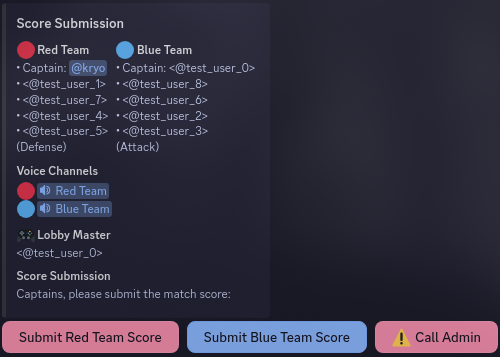 Score Submission
Red Team Blue Team
• Captain: @kryo • Captain: <@test_user_0>
• <@test_user_1> • <@test_user_8>
• <@test_user_7> • <@test_user_6>
• <@test_user_4> • <@test_user_2>
• <@test_user_5> • <@test_user_3>
(Defense) (Attack)
Voice Channels
Red Team
Blue Team
Lobby Master
<@test_user_0>
Score Submission
Captains, please submit the match score:
Submit Red Team Score Submit Blue Team Score Call Admin